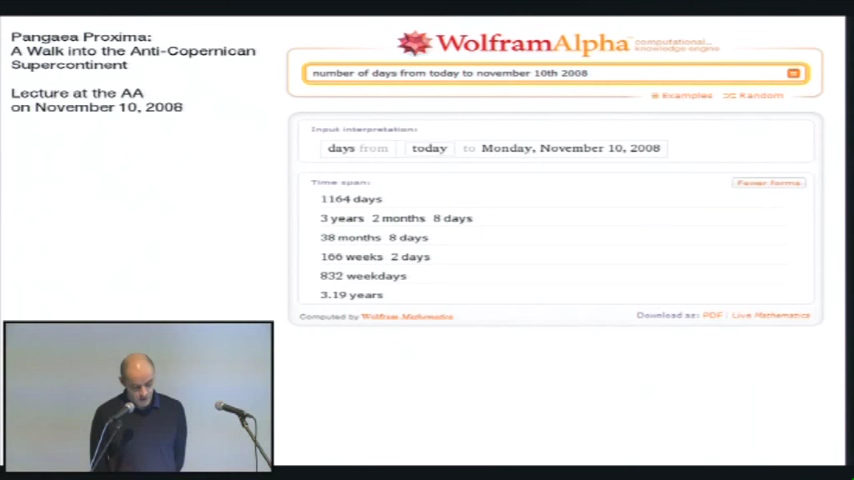 Pangaea Proxima:
A Walk into the Anti-Copernican
Supercontinent
Lecture at the AA
on November 10, 2008
WolframAlpha computational knowledge engine
number of days from today to november 10th 2008
Examples Random
Input interpretation:
days from today to Monday, November 10, 2008
Time span:
Fewer forms
1164 days
3 years 2 months 8 days
38 months 8 days
166 weeks 2 days
832 weekdays
3.19 years
Computed by Wolfram Mathematica
Download as: PDF | Live Mathematica